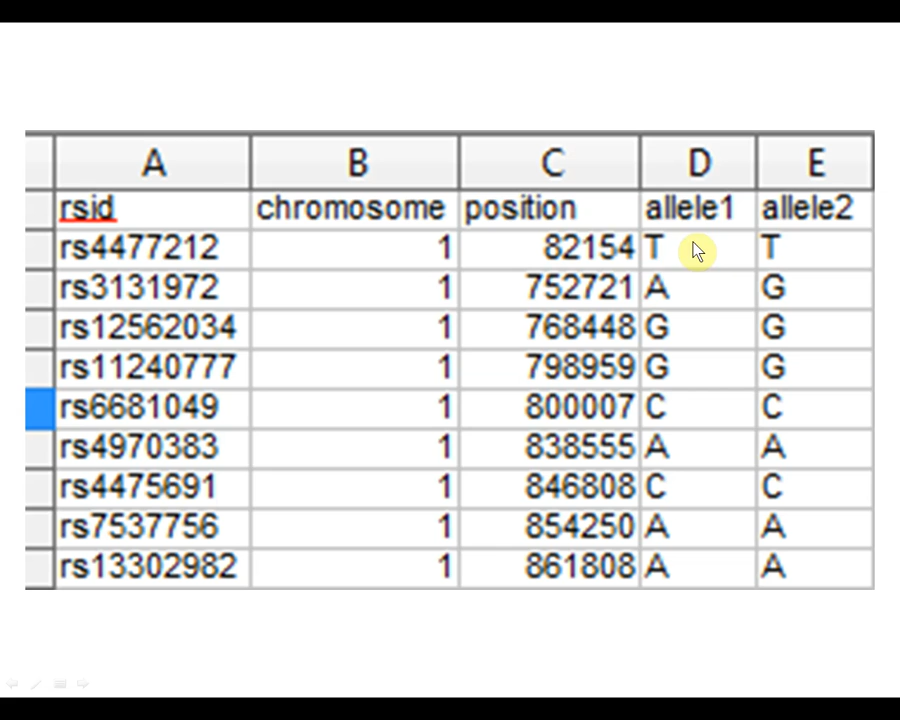 A B C D E
rsid chromosome position allele1 allele2
rs4477212 1 82154 T T
rs3131972 1 752721 A G
rs12562034 1 768448 G G
rs11240777 1 798959 G G
rs6681049 1 800007 C C
rs4970383 1 838555 A A
rs4475691 1 846808 C C
rs7537756 1 854250 A A
rs13302982 1 861808 A A